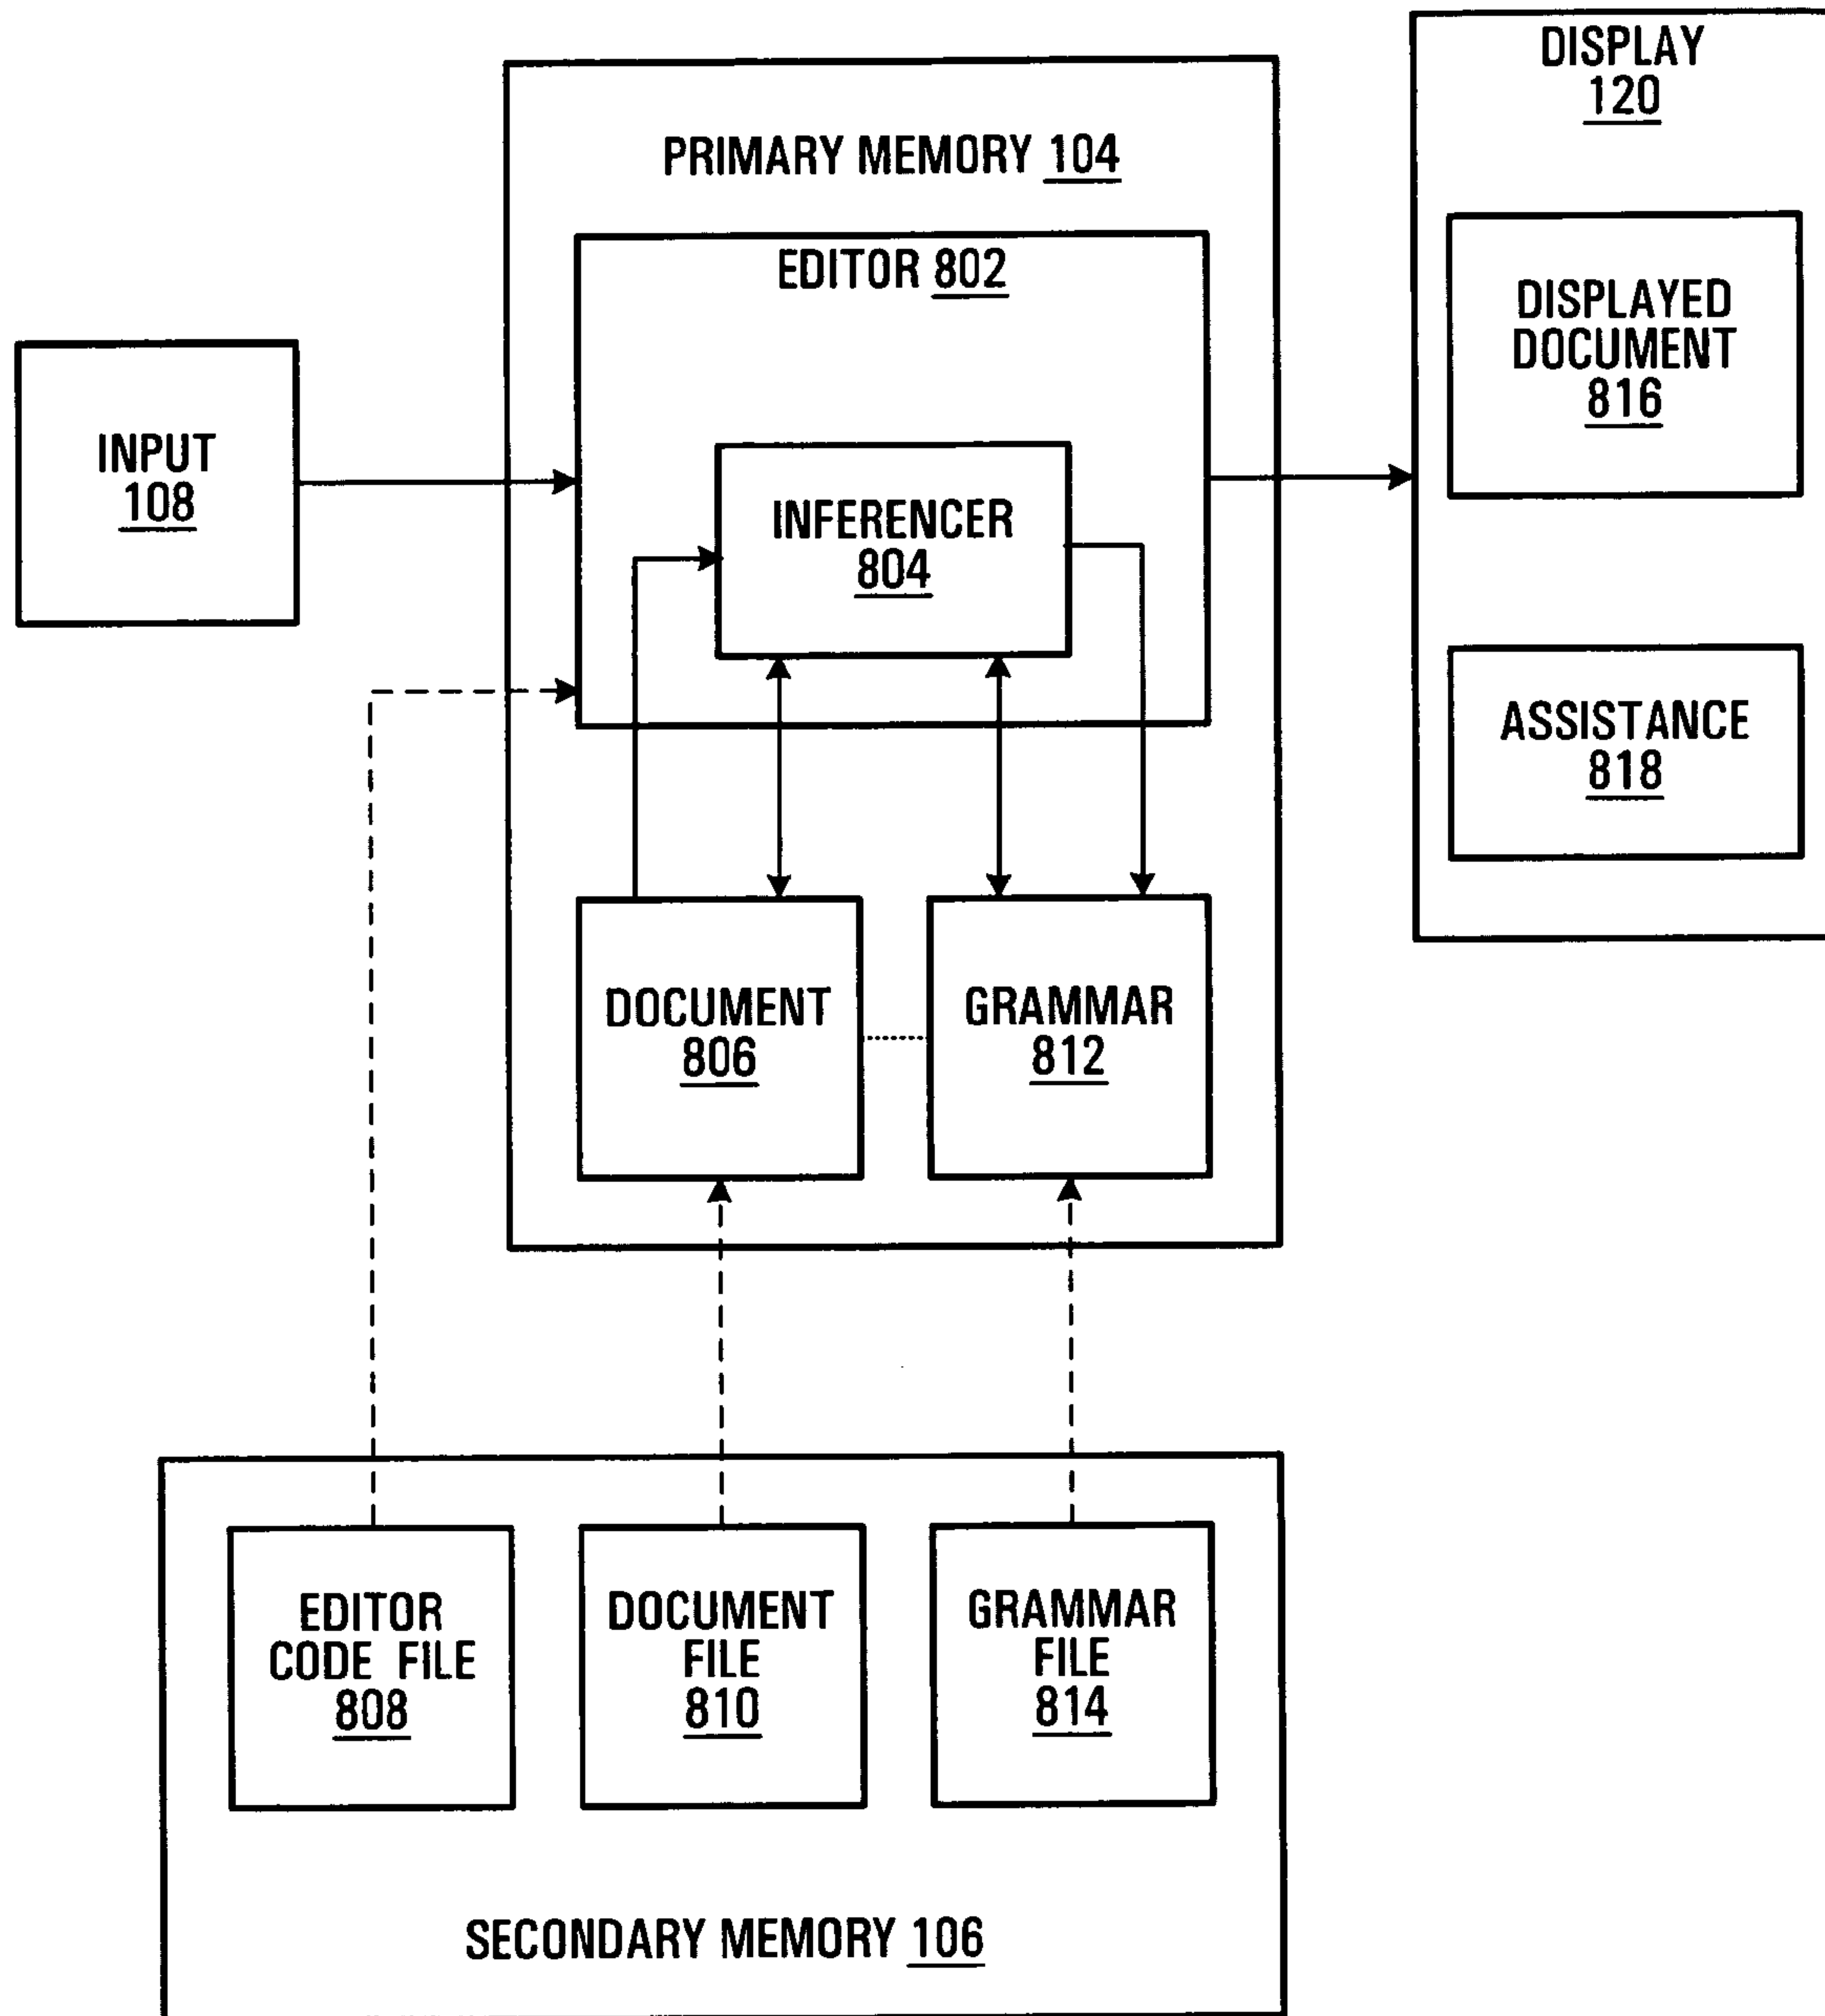 DISPLAY
120
PRIMARY MEMORY 104
EDITOR 802
DISPLAYED
DOCUMENT
816
INPUT
108
INFERENCER
804
ASSISTANCE
818
DOCUMENT
806
GRAMMAR
812
EDITOR
CODE FILE
808
DOCUMENT
FILE
810
GRAMMAR
FILE
814
SECONDARY MEMORY 106